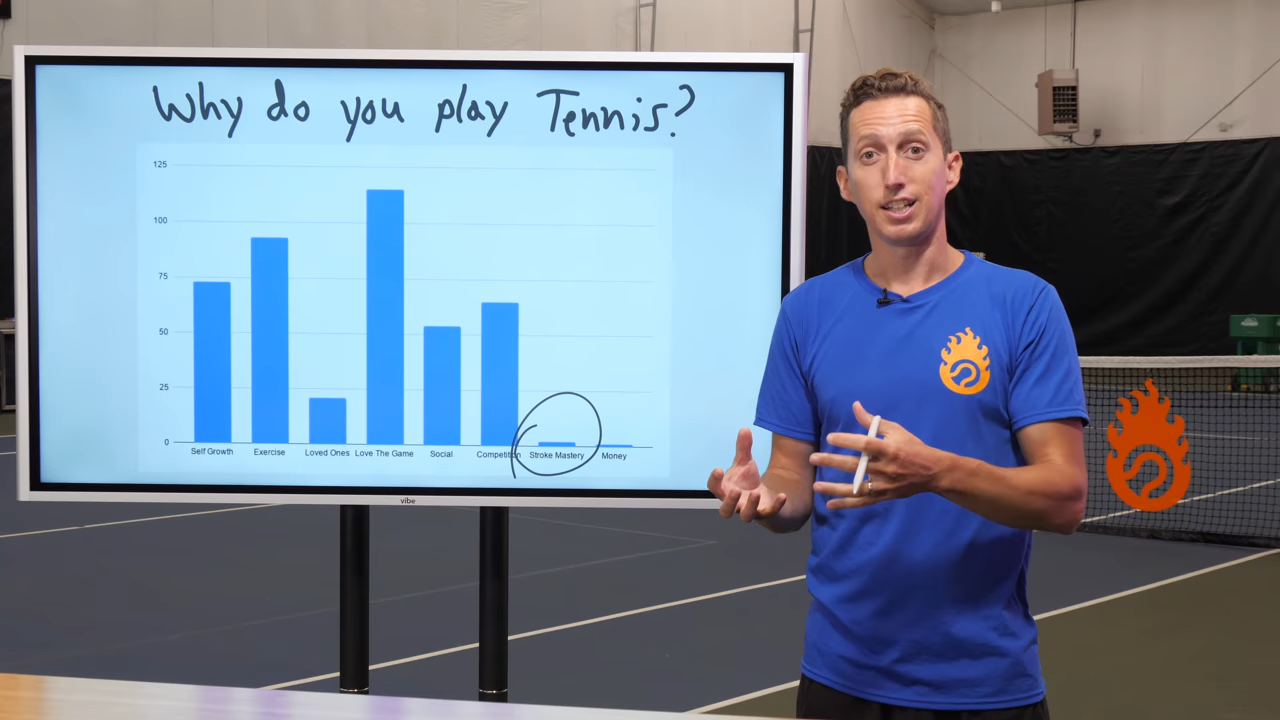 Why do you play Tennis?
125
100
75
50
25
0
Self Growth Exercise Loved Ones Love The Game Social Competition Stroke Mastery Money
vibe